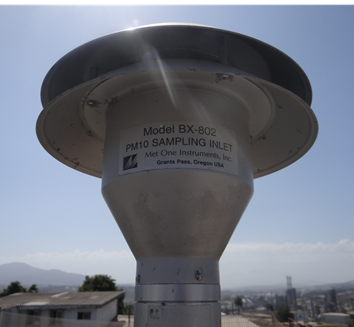 Model BX-802
PM10 SAMPLING INLET
Met One Instruments, Inc.
Grants Pass, Oregon USA